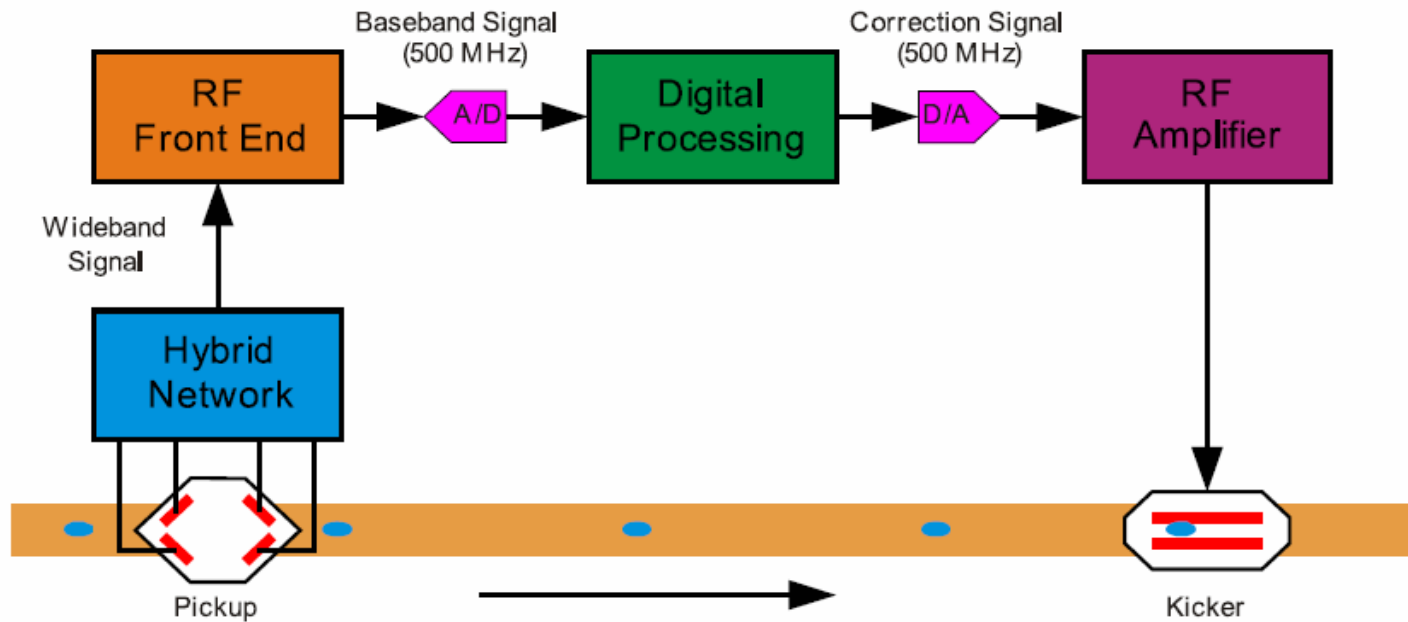 Baseband Signal
(500 MHz)
Correction Signal
(500 MHz)
RF
Front End
A/D
Digital
Processing
D/A
RF
Amplifier
Wideband
Signal
Hybrid
Network
Pickup
Kicker